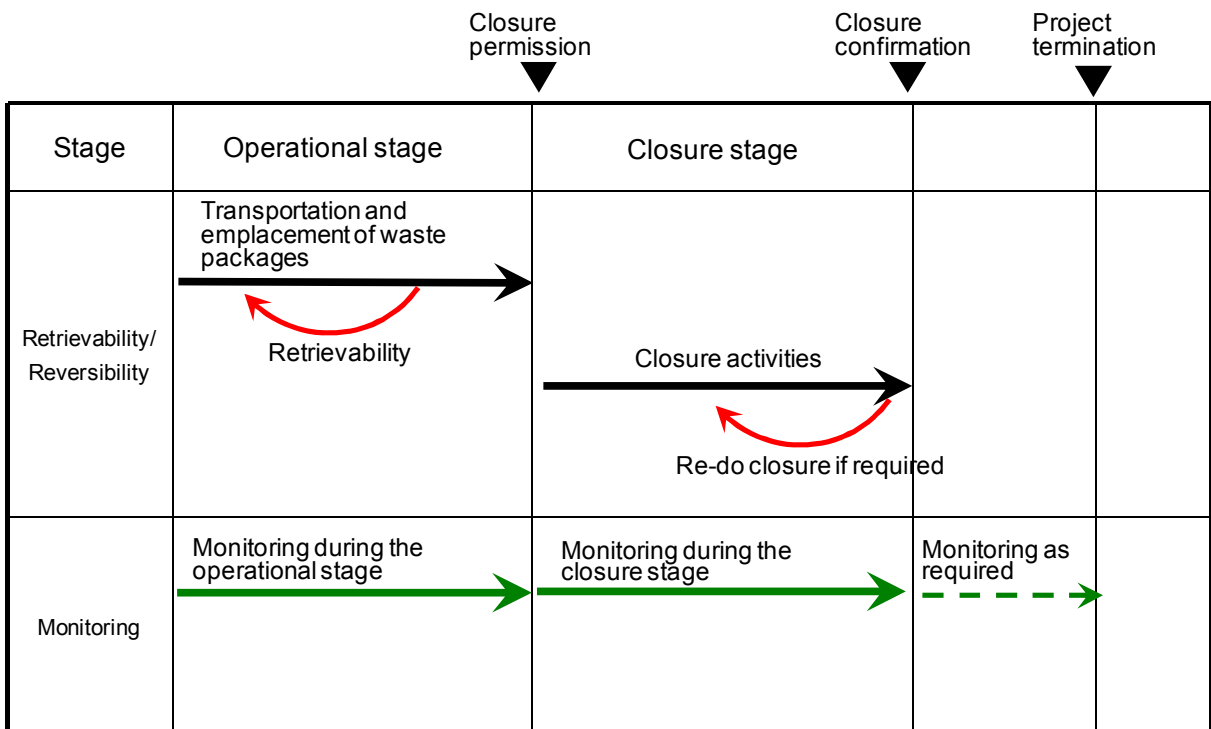 Closure
permission
Closure
confirmation
Project
termination
Stage
Operational stage
Closure stage
Transportation and
emplacement of waste
packages
Retrievability/
Reversibility
Retrievability
Closure activities
Re-do closure if required
Monitoring
Monitoring during the
operational stage
Monitoring during the
closure stage
Monitoring as
required